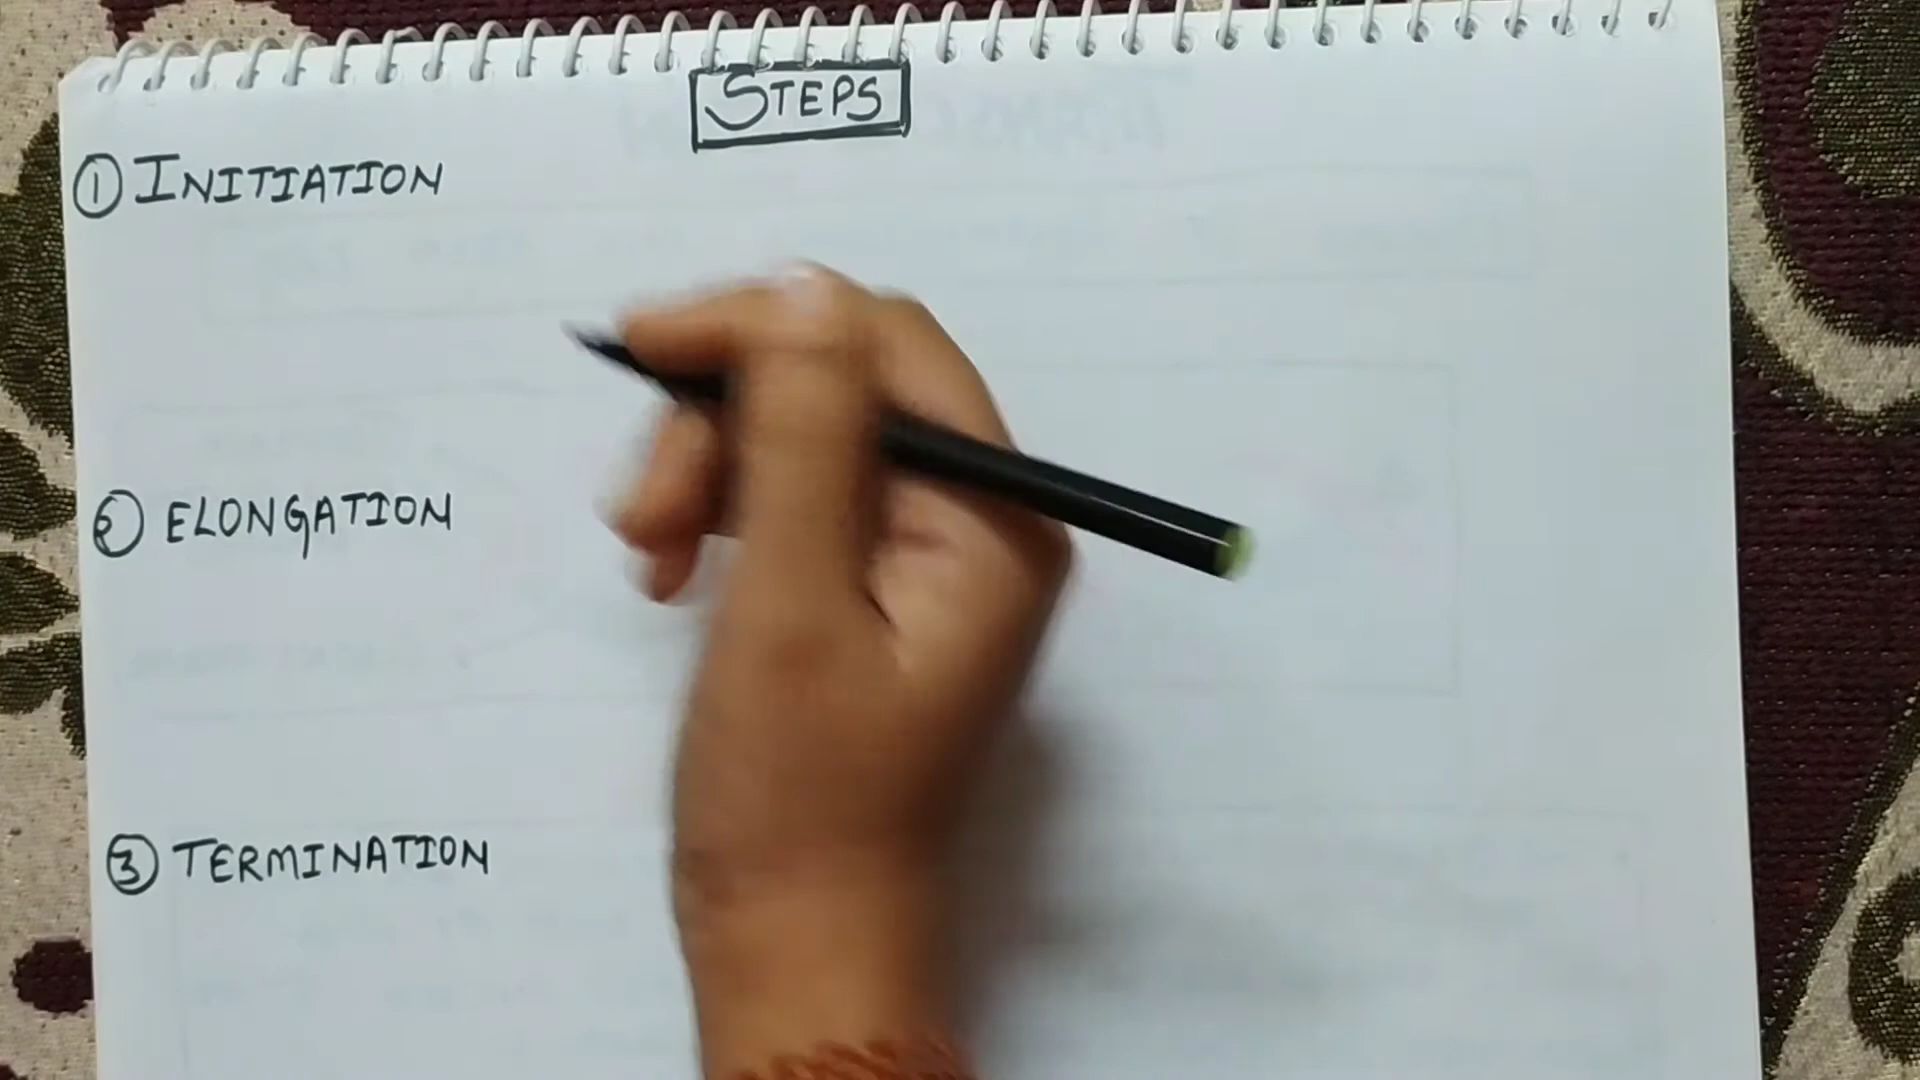 STEPS
① INITIATION
② ELONGATION
③ TERMINATION